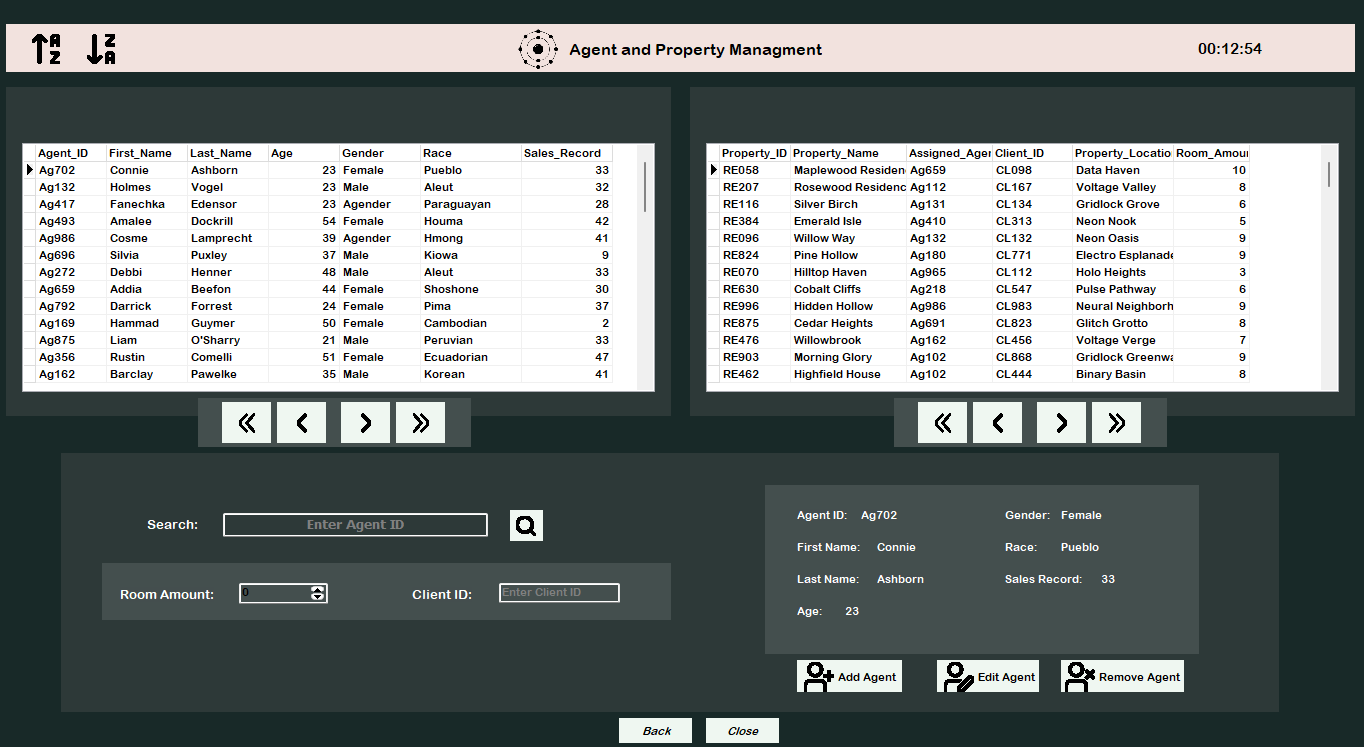 A Z Z A Agent and Property Managment 00:12:54
Agent_ID First_Name Last_Name Age Gender Race Sales_Record
Ag702 Connie Ashborn 23 Female Pueblo 33
Ag132 Holmes Vogel 23 Male Aleut 32
Ag417 Fanechka Edensor 23 Agender Paraguayan 28
Ag493 Amalee Dockrill 54 Female Houma 42
Ag986 Cosme Lamprecht 39 Agender Hmong 41
Ag696 Silvia Puxley 37 Male Kiowa 9
Ag272 Debbi Henner 48 Male Aleut 33
Ag659 Addia Beefon 44 Female Shoshone 30
Ag792 Darrick Forrest 24 Female Pima 37
Ag169 Hammad Guymer 50 Female Cambodian 2
Ag875 Liam O'Sharry 21 Male Peruvian 33
Ag356 Rustin Comelli 51 Female Ecuadorian 47
Ag162 Barclay Pawelke 35 Male Korean 41
Property_ID Property_Name Assigned_Agen Client_ID Property_Locatio Room_Amoun
RE058 Maplewood Residen Ag659 CL098 Data Haven 10
RE207 Rosewood Residenc Ag112 CL167 Voltage Valley 8
RE116 Silver Birch Ag131 CL134 Gridlock Grove 6
RE384 Emerald Isle Ag410 CL313 Neon Nook 5
RE096 Willow Way Ag132 CL132 Neon Oasis 9
RE824 Pine Hollow Ag180 CL771 Electro Esplanade 9
RE070 Hilltop Haven Ag965 CL112 Holo Heights 3
RE630 Cobalt Cliffs Ag218 CL547 Pulse Pathway 6
RE996 Hidden Hollow Ag986 CL983 Neural Neighborh 9
RE875 Cedar Heights Ag691 CL823 Glitch Grotto 8
RE476 Willowbrook Ag162 CL456 Voltage Verge 7
RE903 Morning Glory Ag102 CL868 Gridlock Greenwa 9
RE462 Highfield House Ag102 CL444 Binary Basin 8
Search: Enter Agent ID
Room Amount: 0 Client ID: Enter Client ID
Agent ID: Ag702 Gender: Female
First Name: Connie Race: Pueblo
Last Name: Ashborn Sales Record: 33
Age: 23
Add Agent Edit Agent Remove Agent
Back Close